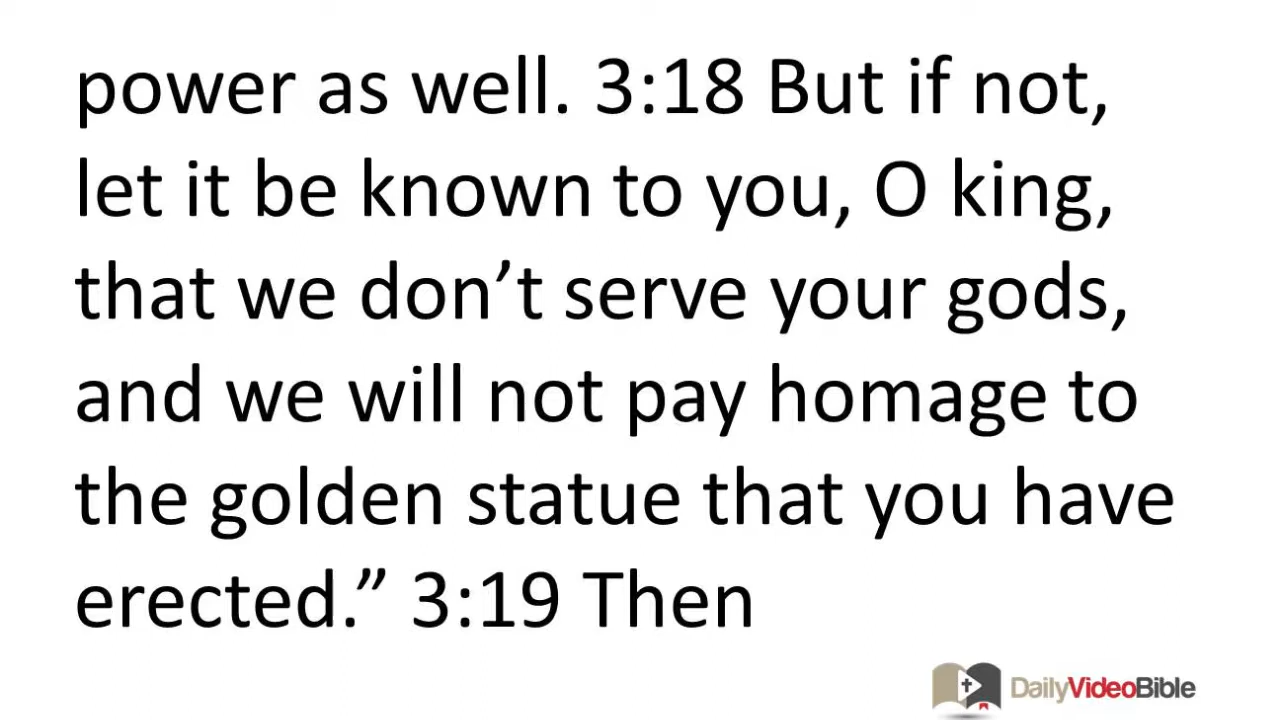 power as well. 3:18 But if not,
let it be known to you, O king,
that we don’t serve your gods,
and we will not pay homage to
the golden statue that you have
erected.” 3:19 Then
DailyVideoBible